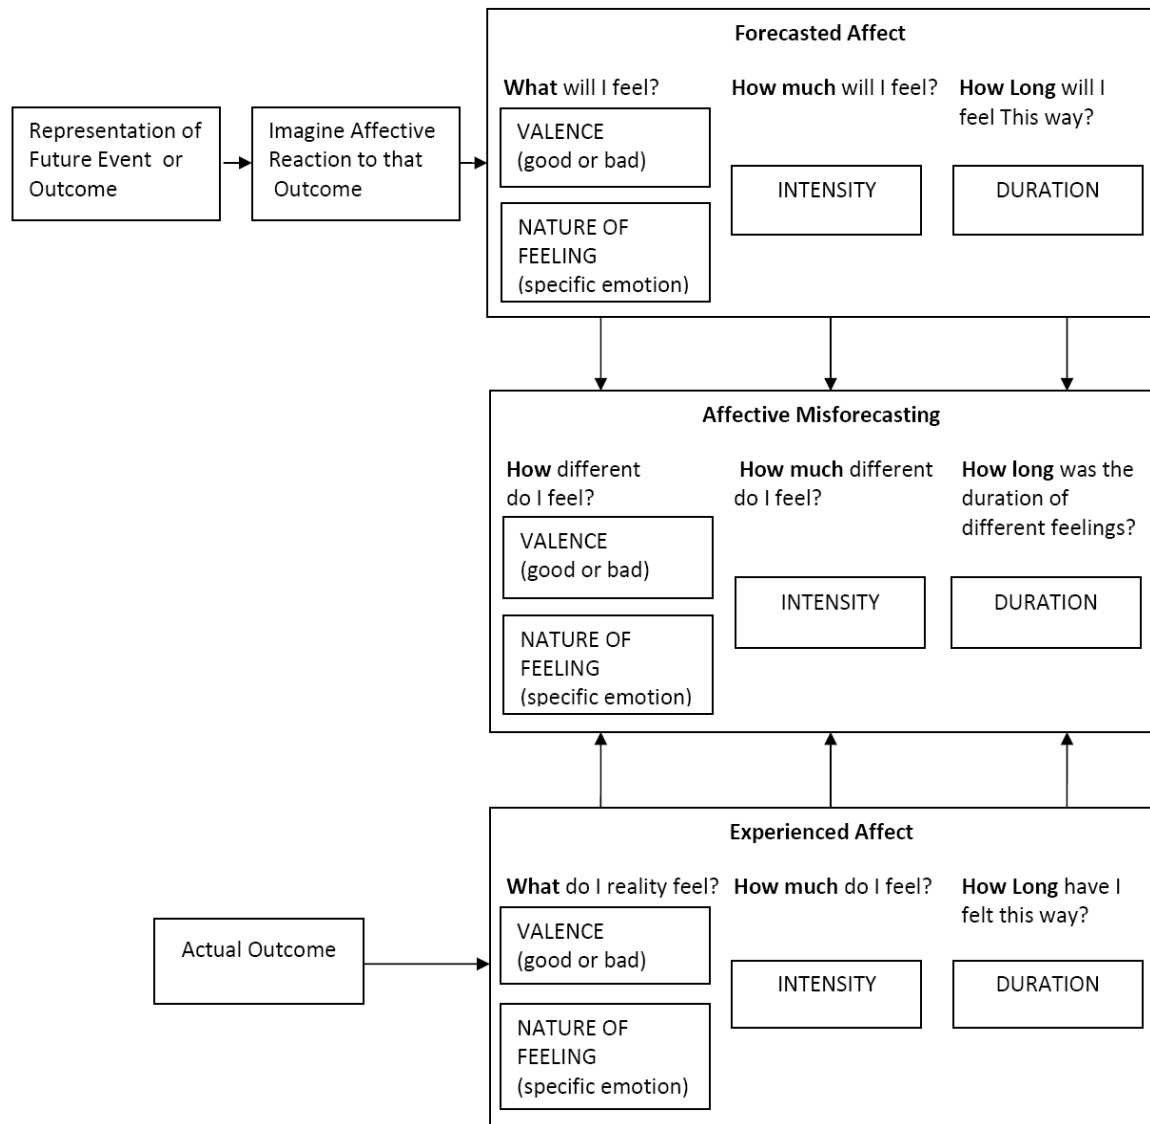 Forecasted Affect
What will I feel?
How much will I feel?
How Long will I
feel This way?
Representation of
Future Event or
Outcome
Imagine Affective
Reaction to that
Outcome
VALENCE
(good or bad)
INTENSITY
DURATION
NATURE OF
FEELING
(specific emotion)
Affective Misforecasting
How different
do I feel?
How much different
do I feel?
How long was the
duration of
different feelings?
VALENCE
(good or bad)
INTENSITY
DURATION
NATURE OF
FEELING
(specific emotion)
Experienced Affect
What do I reality feel?
How much do I feel?
How Long have I
felt this way?
Actual Outcome
VALENCE
(good or bad)
INTENSITY
DURATION
NATURE OF
FEELING
(specific emotion)